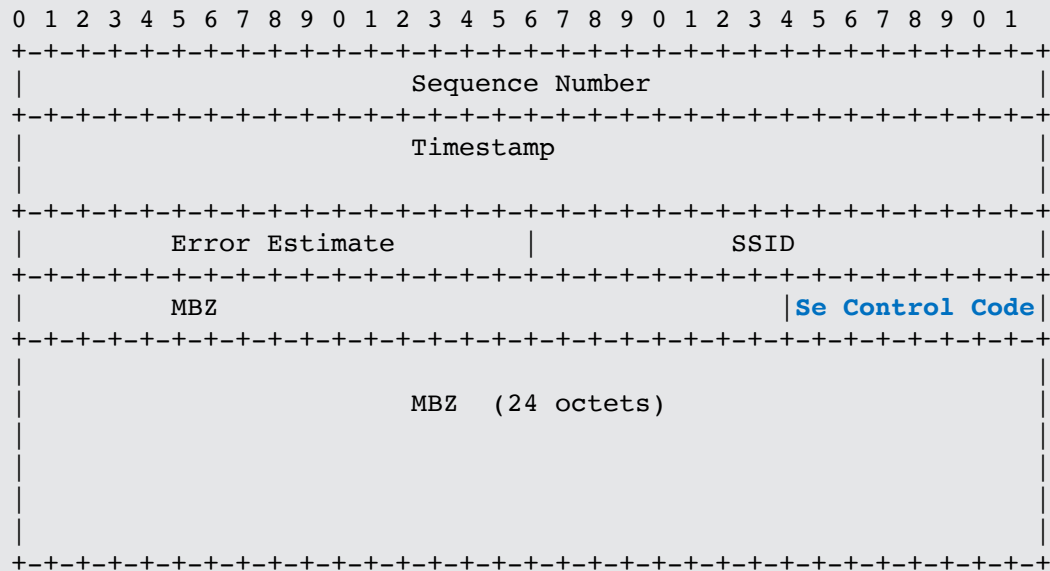 0 1 2 3 4 5 6 7 8 9 0 1 2 3 4 5 6 7 8 9 0 1 2 3 4 5 6 7 8 9 0 1
+-+-+-+-+-+-+-+-+-+-+-+-+-+-+-+-+-+-+-+-+-+-+-+-+-+-+-+-+-+-+-+-+
| Sequence Number |
+-+-+-+-+-+-+-+-+-+-+-+-+-+-+-+-+-+-+-+-+-+-+-+-+-+-+-+-+-+-+-+-+
| Timestamp |
| |
+-+-+-+-+-+-+-+-+-+-+-+-+-+-+-+-+-+-+-+-+-+-+-+-+-+-+-+-+-+-+-+-+
| Error Estimate | SSID |
+-+-+-+-+-+-+-+-+-+-+-+-+-+-+-+-+-+-+-+-+-+-+-+-+-+-+-+-+-+-+-+-+
| MBZ |Se Control Code|
+-+-+-+-+-+-+-+-+-+-+-+-+-+-+-+-+-+-+-+-+-+-+-+-+-+-+-+-+-+-+-+-+
| |
| MBZ (24 octets) |
| |
| |
| |
| |
+-+-+-+-+-+-+-+-+-+-+-+-+-+-+-+-+-+-+-+-+-+-+-+-+-+-+-+-+-+-+-+-+